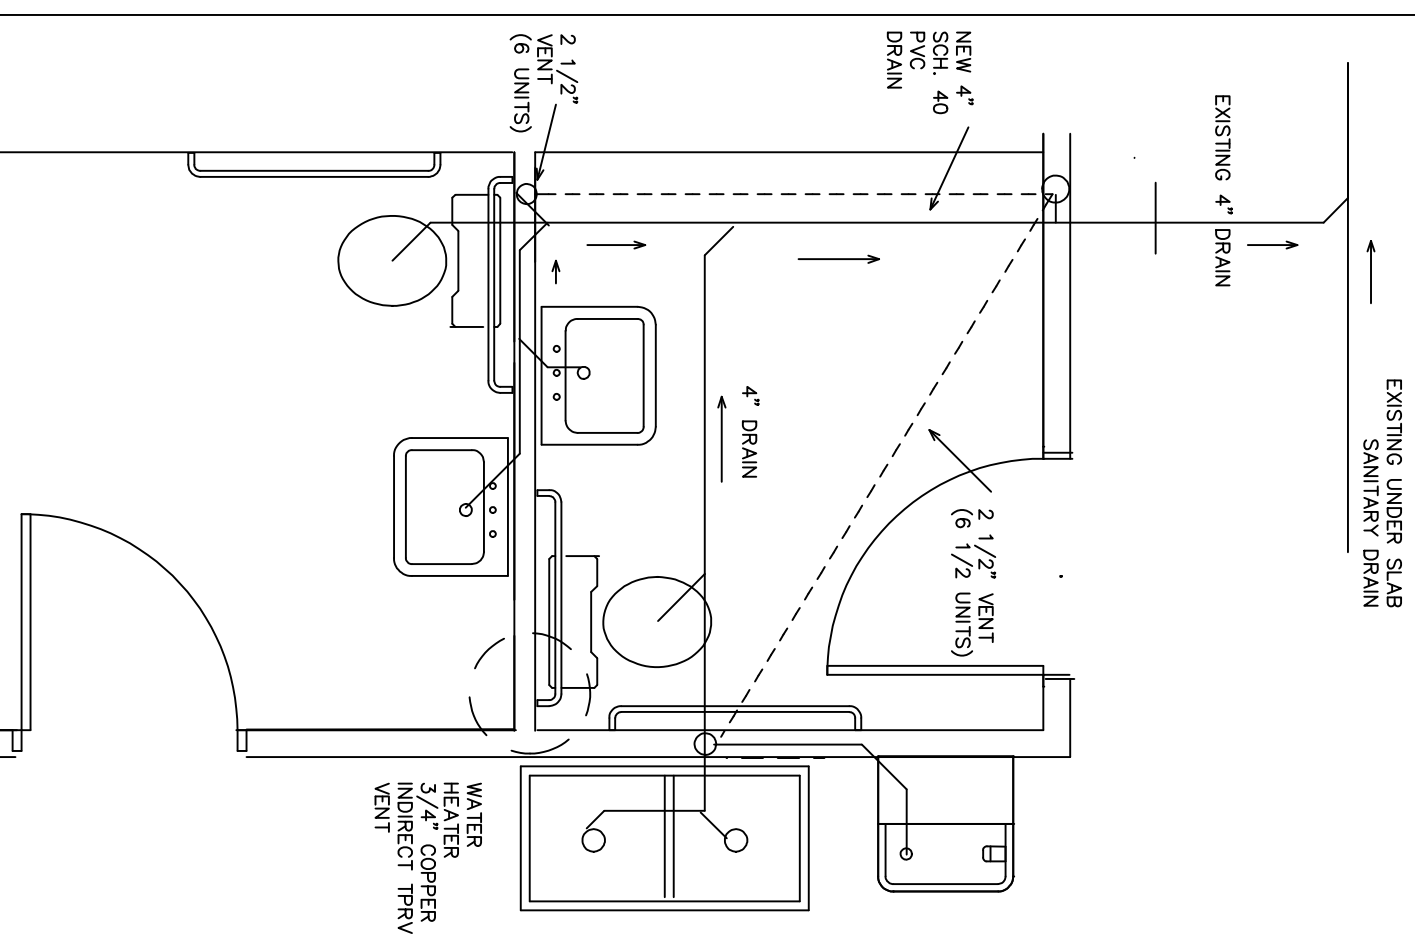 2 1/2"
VENT
(6 UNITS)
NEW 4"
SCH. 40
PVC
DRAIN
EXISTING 4" DRAIN
EXISTING UNDER SLAB
SANITARY DRAIN
4" DRAIN
2 1/2" VENT
(6 1/2 UNITS)
WATER
HEATER
3/4" COPPER
INDIRECT TPRV
VENT